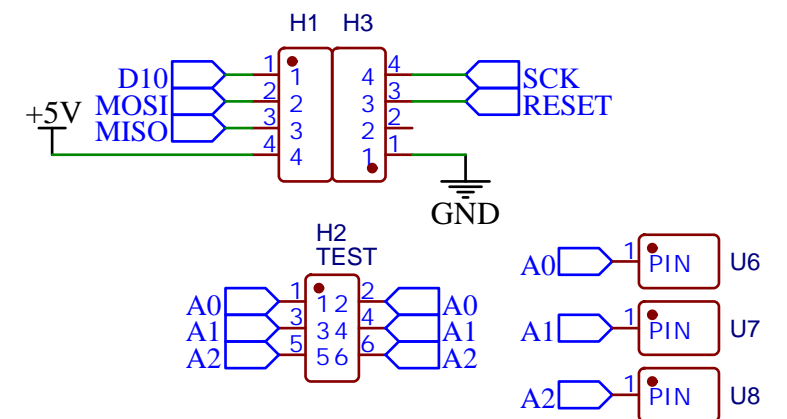 H1 H3
D10 1 1 4 4 SCK
MOSI 2 2 3 3 RESET
+5V
MISO 3 3 2 2
4 4 1 1
GND
H2
TEST
A0 1 1 2 2 A0
A1 3 3 4 4 A1
A2 5 5 6 6 A2
A0 1 PIN U6
A1 1 PIN U7
A2 1 PIN U8